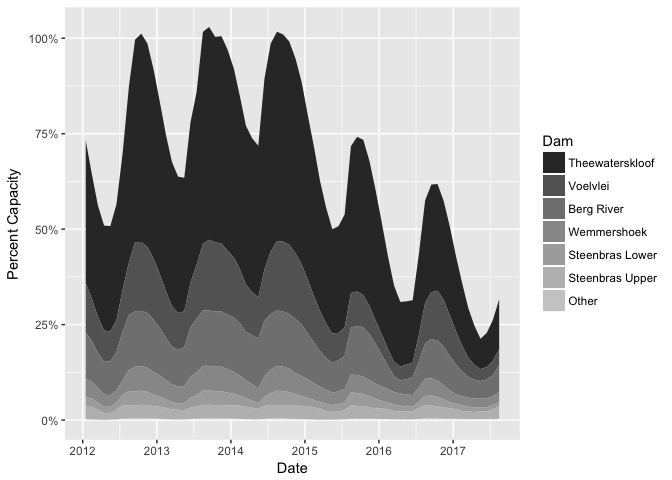 100%
75%
50%
25%
0%
Percent Capacity
2012 2013 2014 2015 2016 2017
Date
Dam
Theewaterskloof
Voelvlei
Berg River
Wemmershoek
Steenbras Lower
Steenbras Upper
Other